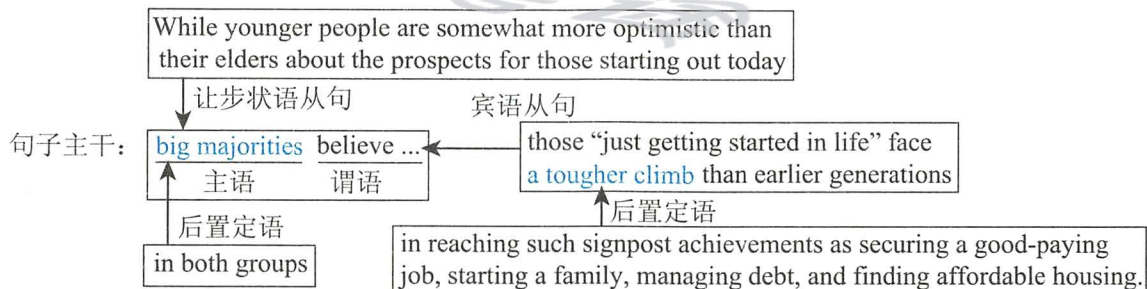 While younger people are somewhat more optimistic than
their elders about the prospects for those starting out today
让步状语从句
宾语从句
句子主干：
big majorities believe ...
主语 谓语
those “just getting started in life” face
a tougher climb than earlier generations
后置定语
in both groups
后置定语
in reaching such signpost achievements as securing a good-paying
job, starting a family, managing debt, and finding affordable housing.